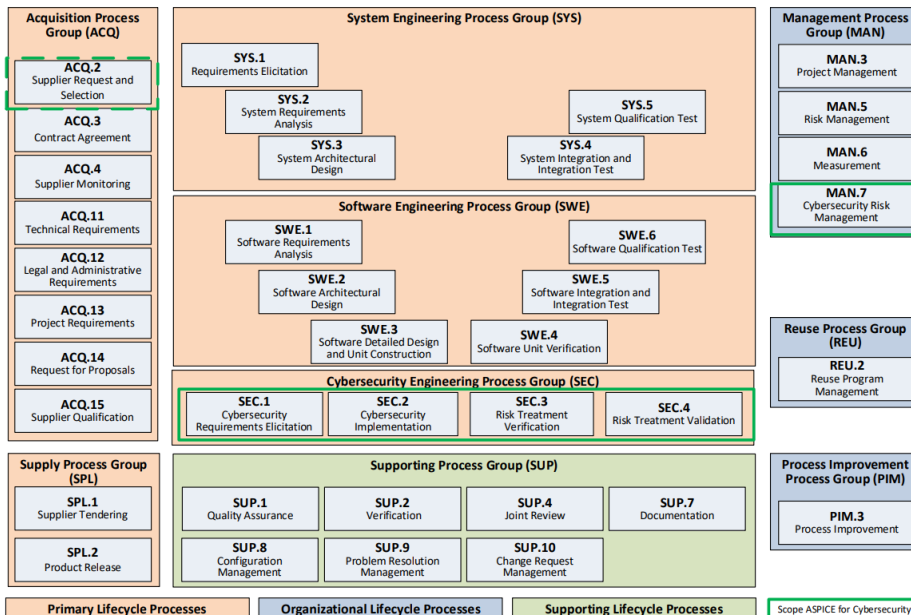 Acquisition Process
Group (ACQ)
ACQ.2
Supplier Request and
Selection
ACQ.3
Contract Agreement
ACQ.4
Supplier Monitoring
ACQ.11
Technical Requirements
ACQ.12
Legal and Administrative
Requirements
ACQ.13
Project Requirements
ACQ.14
Request for Proposals
ACQ.15
Supplier Qualification
System Engineering Process Group (SYS)
SYS.1
Requirements Elicitation
SYS.2
System Requirements
Analysis
SYS.3
System Architectural
Design
SYS.5
System Qualification Test
SYS.4
System Integration and
Integration Test
Software Engineering Process Group (SWE)
SWE.1
Software Requirements
Analysis
SWE.2
Software Architectural
Design
SWE.3
Software Detailed Design
and Unit Construction
SWE.6
Software Qualification Test
SWE.5
Software Integration and
Integration Test
SWE.4
Software Unit Verification
Cybersecurity Engineering Process Group (SEC)
SEC.1
Cybersecurity
Requirements Elicitation
SEC.2
Cybersecurity
Implementation
SEC.3
Risk Treatment
Verification
SEC.4
Risk Treatment Validation
Management Process
Group (MAN)
MAN.3
Project Management
MAN.5
Risk Management
MAN.6
Measurement
MAN.7
Cybersecurity Risk
Management
Reuse Process Group
(REU)
REU.2
Reuse Program
Management
Supply Process Group
(SPL)
SPL.1
Supplier Tendering
SPL.2
Product Release
Supporting Process Group (SUP)
SUP.1
Quality Assurance
SUP.2
Verification
SUP.4
Joint Review
SUP.7
Documentation
SUP.8
Configuration
Management
SUP.9
Problem Resolution
Management
SUP.10
Change Request
Management
Process Improvement
Process Group (PIM)
PIM.3
Process Improvement
Primary Lifecycle Processes
Organizational Lifecycle Processes
Supporting Lifecycle Processes
Scope ASPICE for Cybersecurity